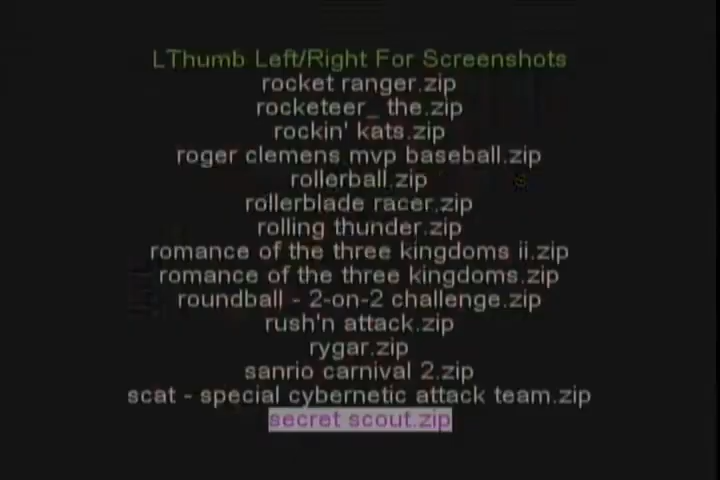 LThumb Left/Right For Screenshots
rocket ranger.zip
rocketeer_ the.zip
rockin' kats.zip
roger clemens mvp baseball.zip
rollerball.zip
rollerblade racer.zip
rolling thunder.zip
romance of the three kingdoms ii.zip
romance of the three kingdoms.zip
roundball - 2-on-2 challenge.zip
rush'n attack.zip
rygar.zip
sanrio carnival 2.zip
scat - special cybernetic attack team.zip
secret scout.zip